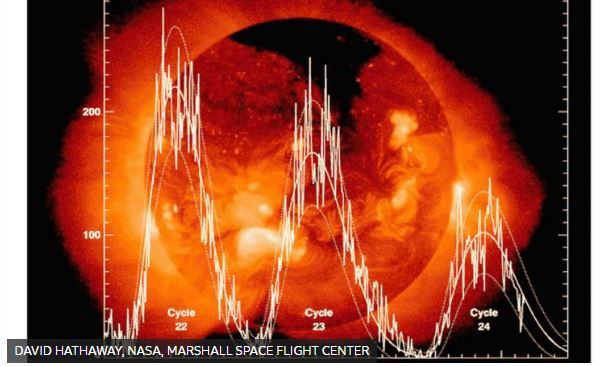 200
100
Cycle
22
Cycle
23
Cycle
24
DAVID HATHAWAY, NASA, MARSHALL SPACE FLIGHT CENTER